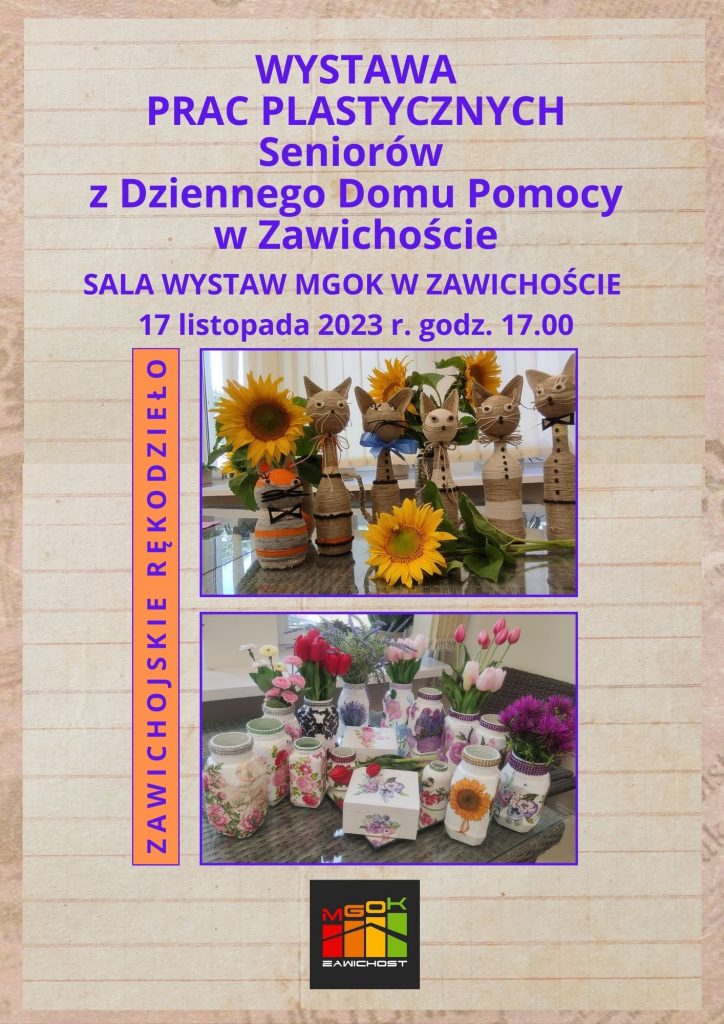 WYSTAWA
PRAC PLASTYCZNYCH
Seniorów
z Dziennego Domu Pomocy
w Zawichoście
SALA WYSTAW MGOK W ZAWICHOŚCIE
17 listopada 2023 r. godz. 17.00
ZAWICHOJSKIE RĘKODZIEŁO
MGOK
ZAWICHOST